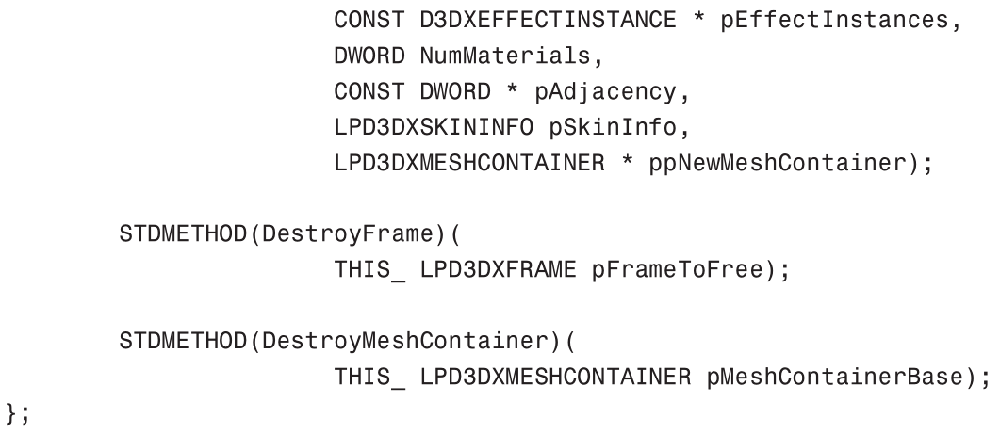 CONST D3DXEFFECTINSTANCE * pEffectInstances,
DWORD NumMaterials,
CONST DWORD * pAdjacency,
LPD3DXSKININFO pSkinInfo,
LPD3DXMESHCONTAINER * ppNewMeshContainer);
STDMETHOD(DestroyFrame)(
THIS_ LPD3DXFRAME pFrameToFree);
STDMETHOD(DestroyMeshContainer)(
THIS_ LPD3DXMESHCONTAINER pMeshContainerBase);
};